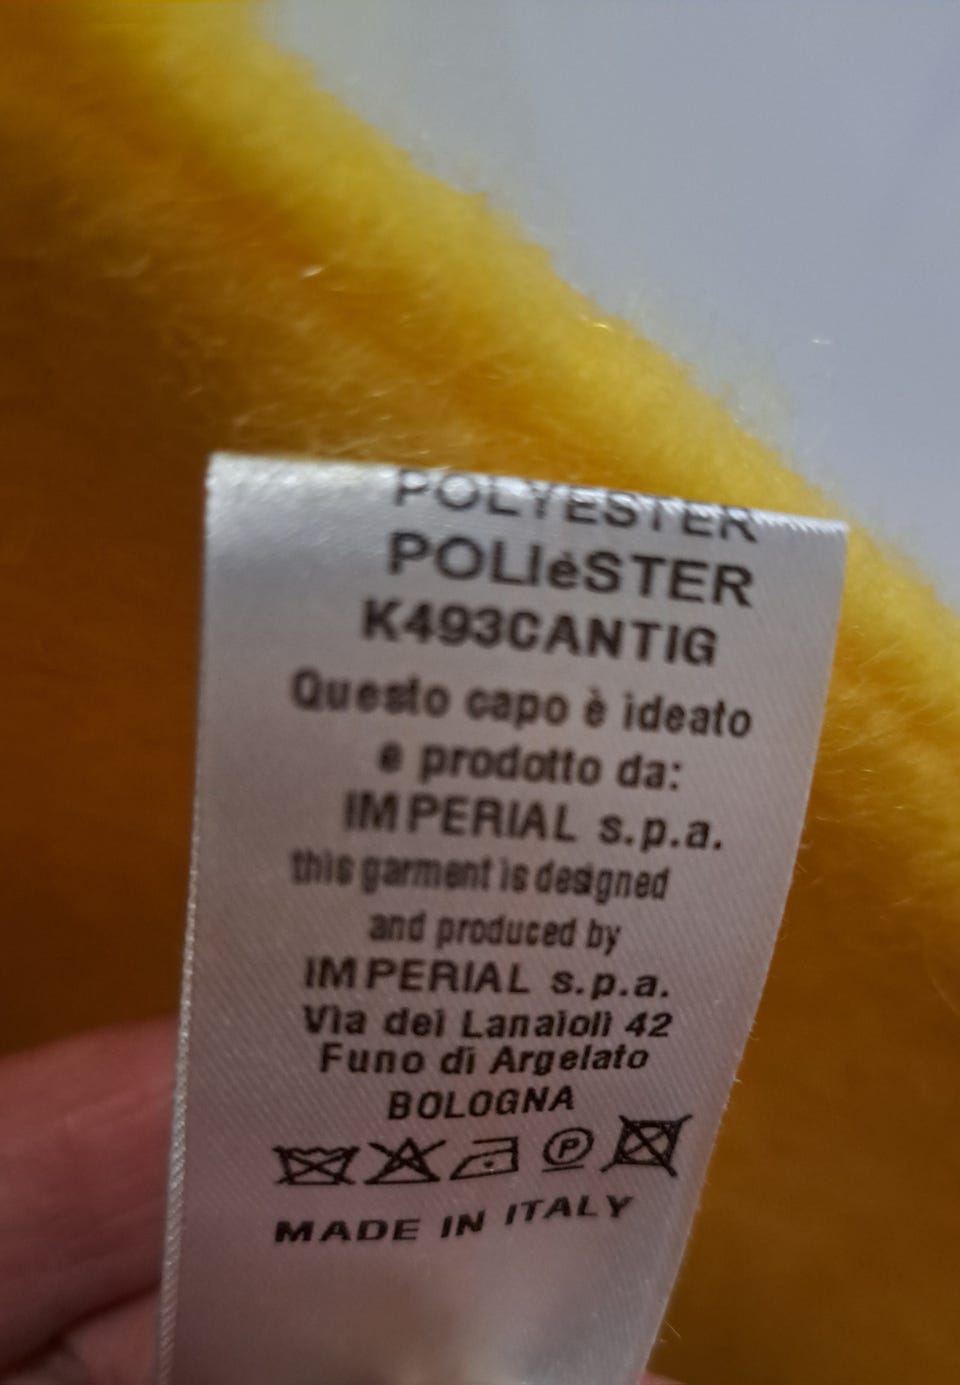 POLYESTER
POLIèSTER
K493CANTIG
Questo capo è ideato
e prodotto da:
IMPERIAL s.p.a.
this garment is designed
and produced by
IMPERIAL s.p.a.
Via dei Lanaioli 42
Funo di Argelato
BOLOGNA
P
MADE IN ITALY